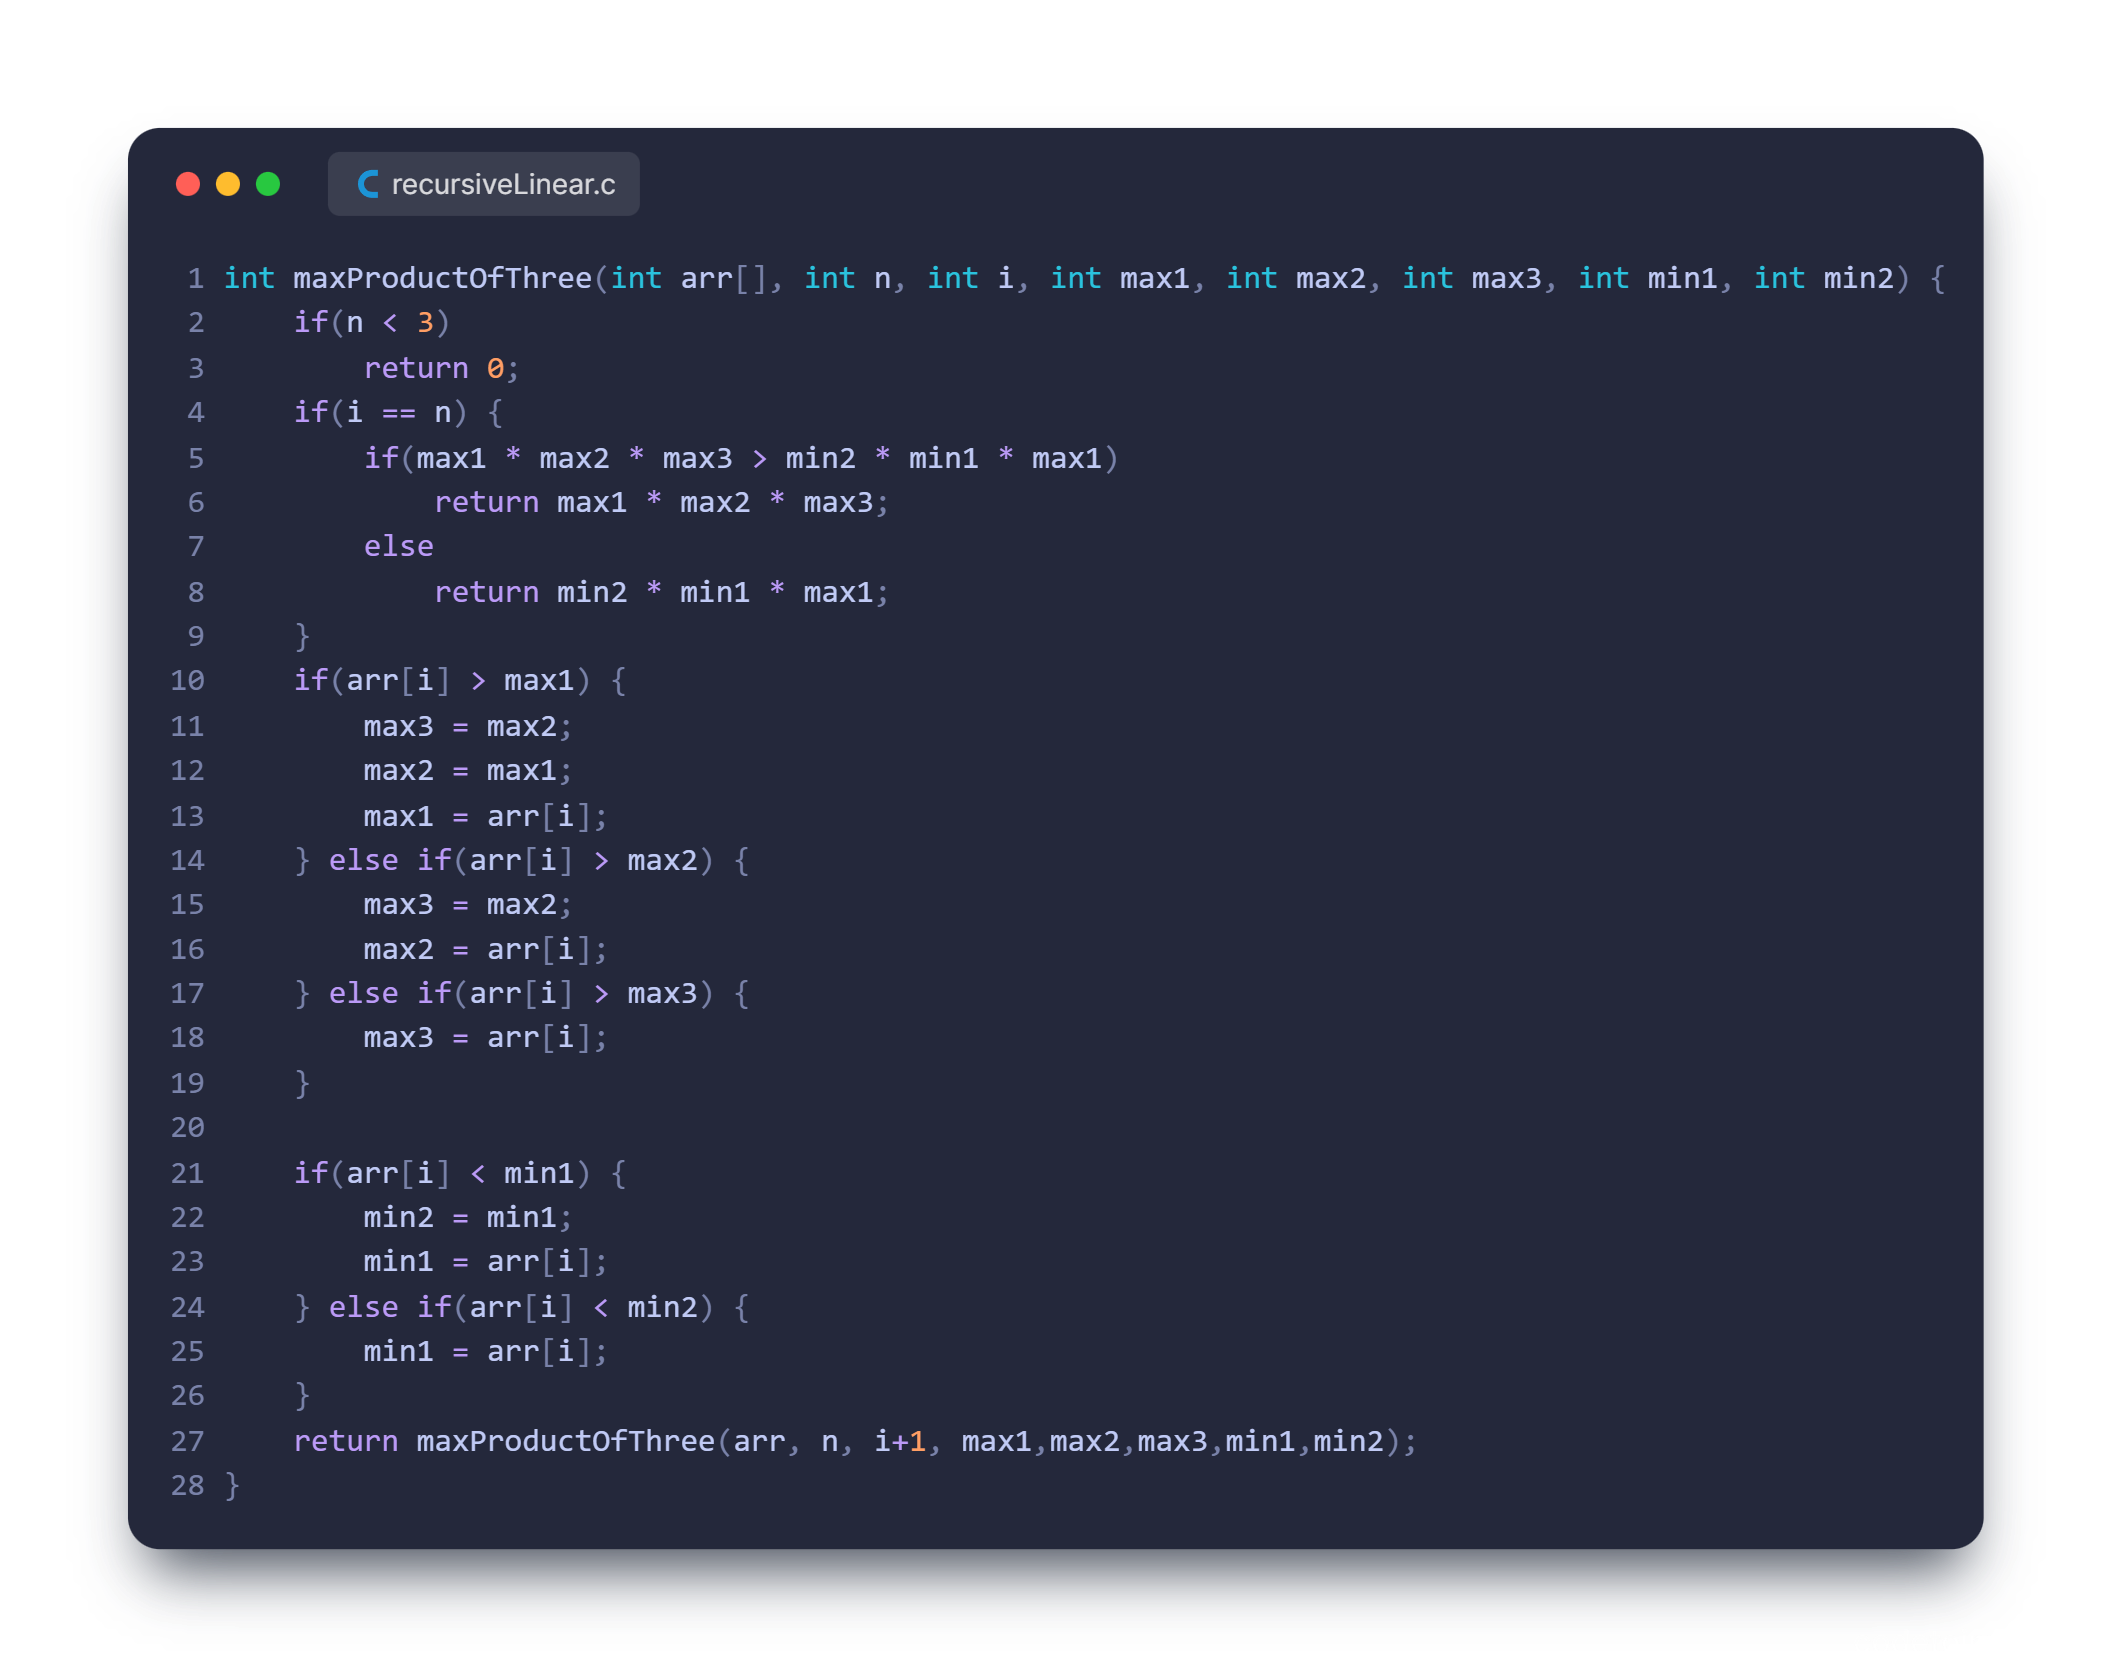 recursiveLinear.c
1 int maxProductOfThree(int arr[], int n, int i, int max1, int max2, int max3, int min1, int min2) {
2     if(n < 3)
3         return 0;
4     if(i == n) {
5         if(max1 * max2 * max3 > min2 * min1 * max1)
6             return max1 * max2 * max3;
7         else
8             return min2 * min1 * max1;
9     }
10     if(arr[i] > max1) {
11         max3 = max2;
12         max2 = max1;
13         max1 = arr[i];
14     } else if(arr[i] > max2) {
15         max3 = max2;
16         max2 = arr[i];
17     } else if(arr[i] > max3) {
18         max3 = arr[i];
19     }
20
21     if(arr[i] < min1) {
22         min2 = min1;
23         min1 = arr[i];
24     } else if(arr[i] < min2) {
25         min1 = arr[i];
26     }
27     return maxProductOfThree(arr, n, i+1, max1,max2,max3,min1,min2);
28 }